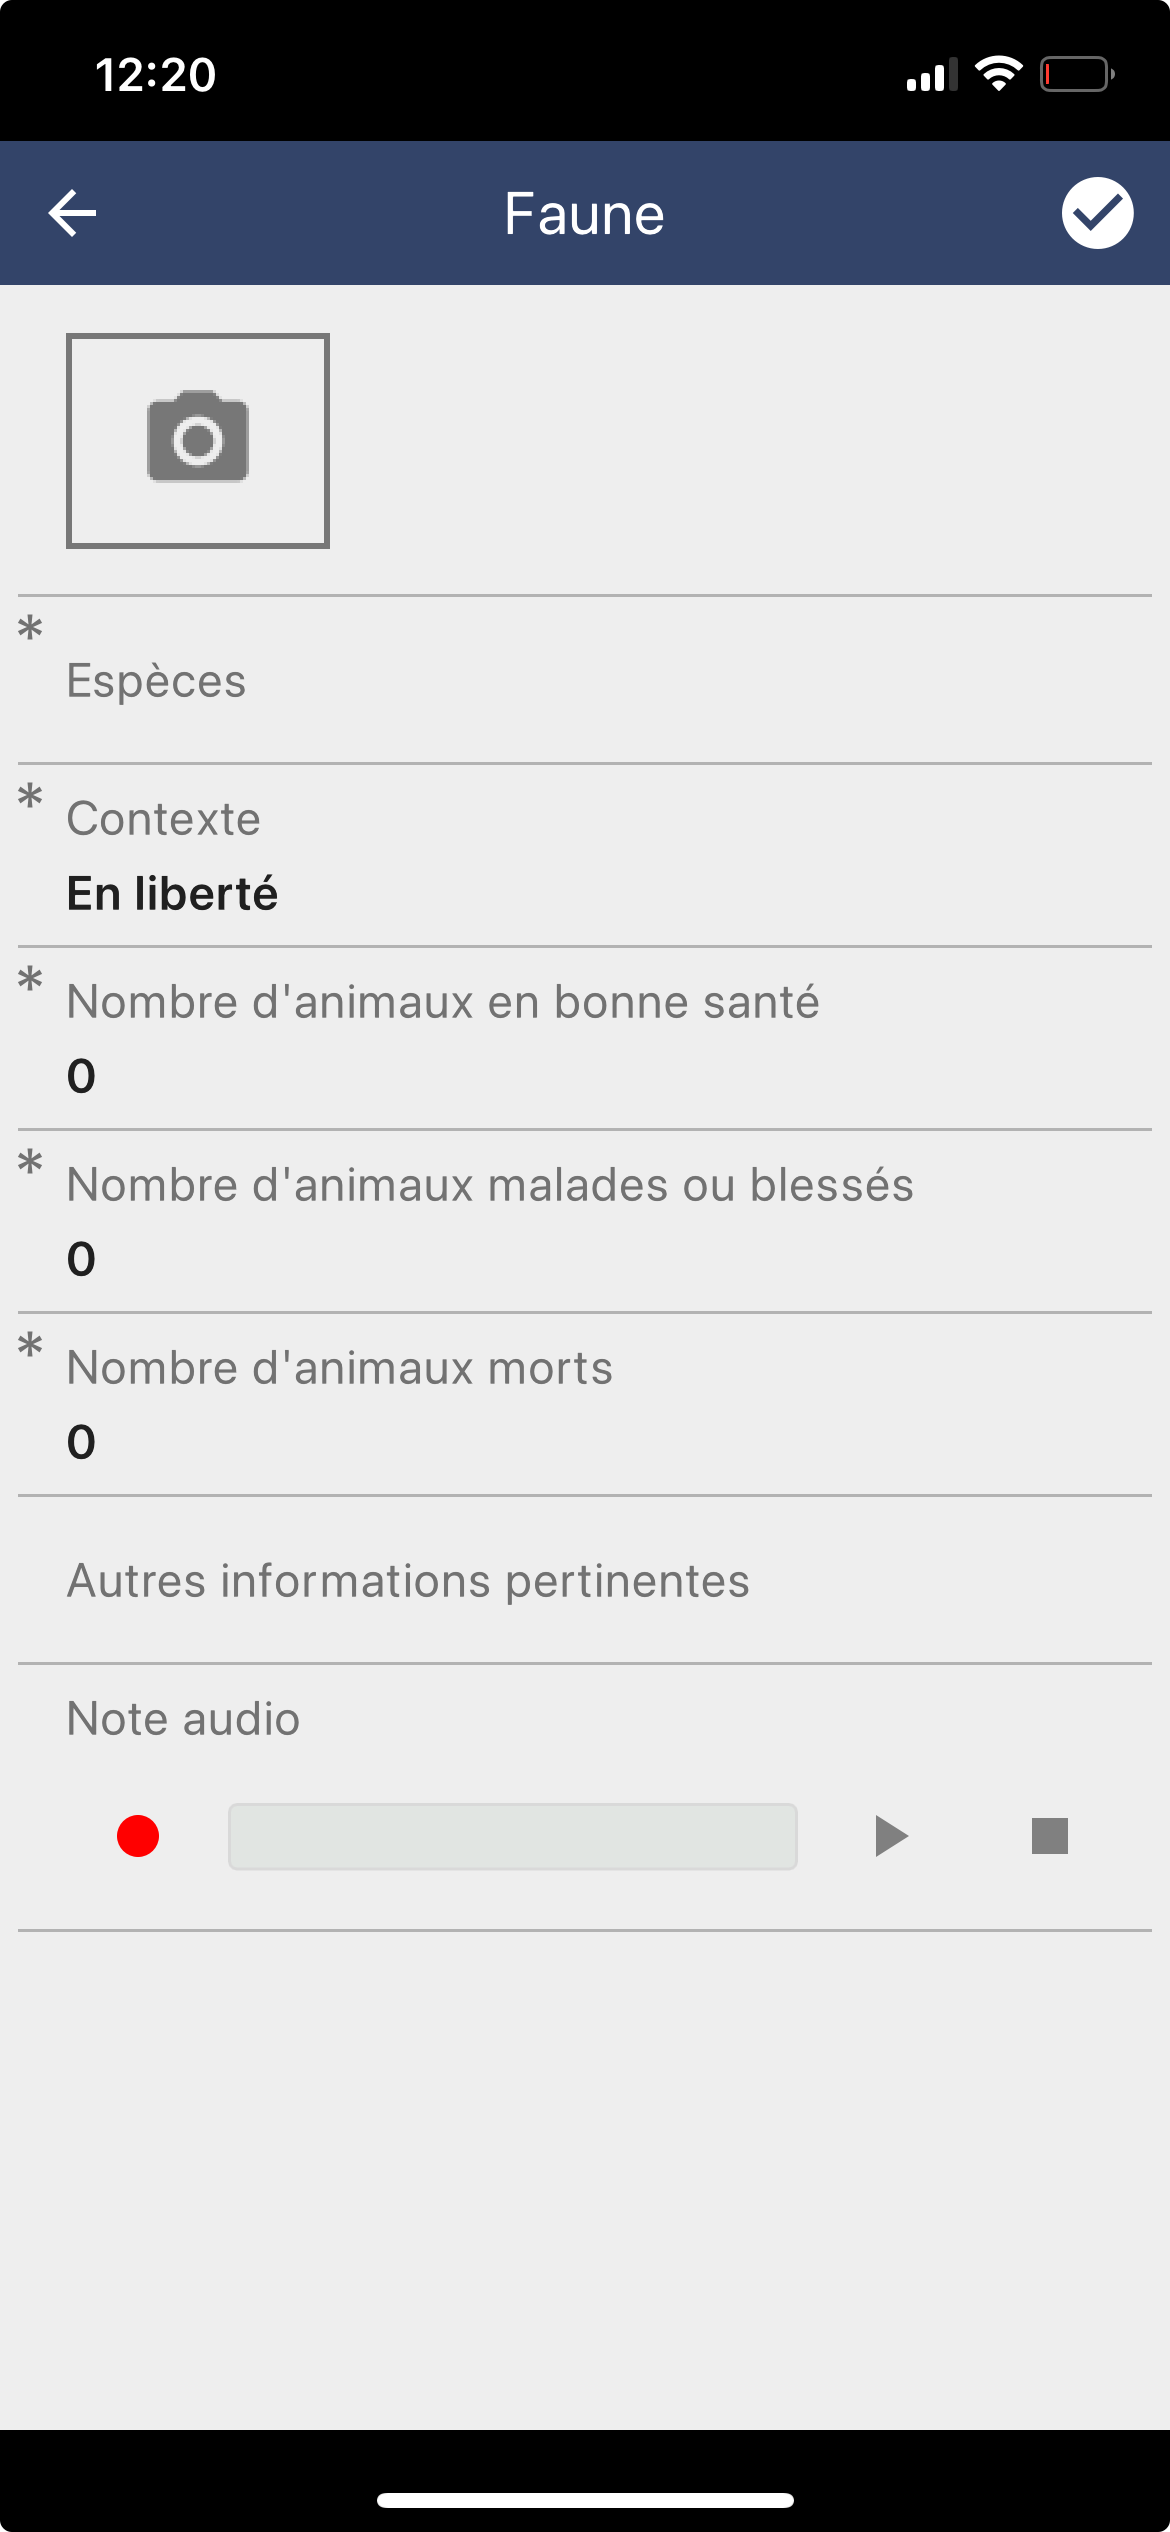 12:20
Faune
*
Espèces
*
Contexte
En liberté
*
Nombre d'animaux en bonne santé
0
*
Nombre d'animaux malades ou blessés
0
*
Nombre d'animaux morts
0
Autres informations pertinentes
Note audio